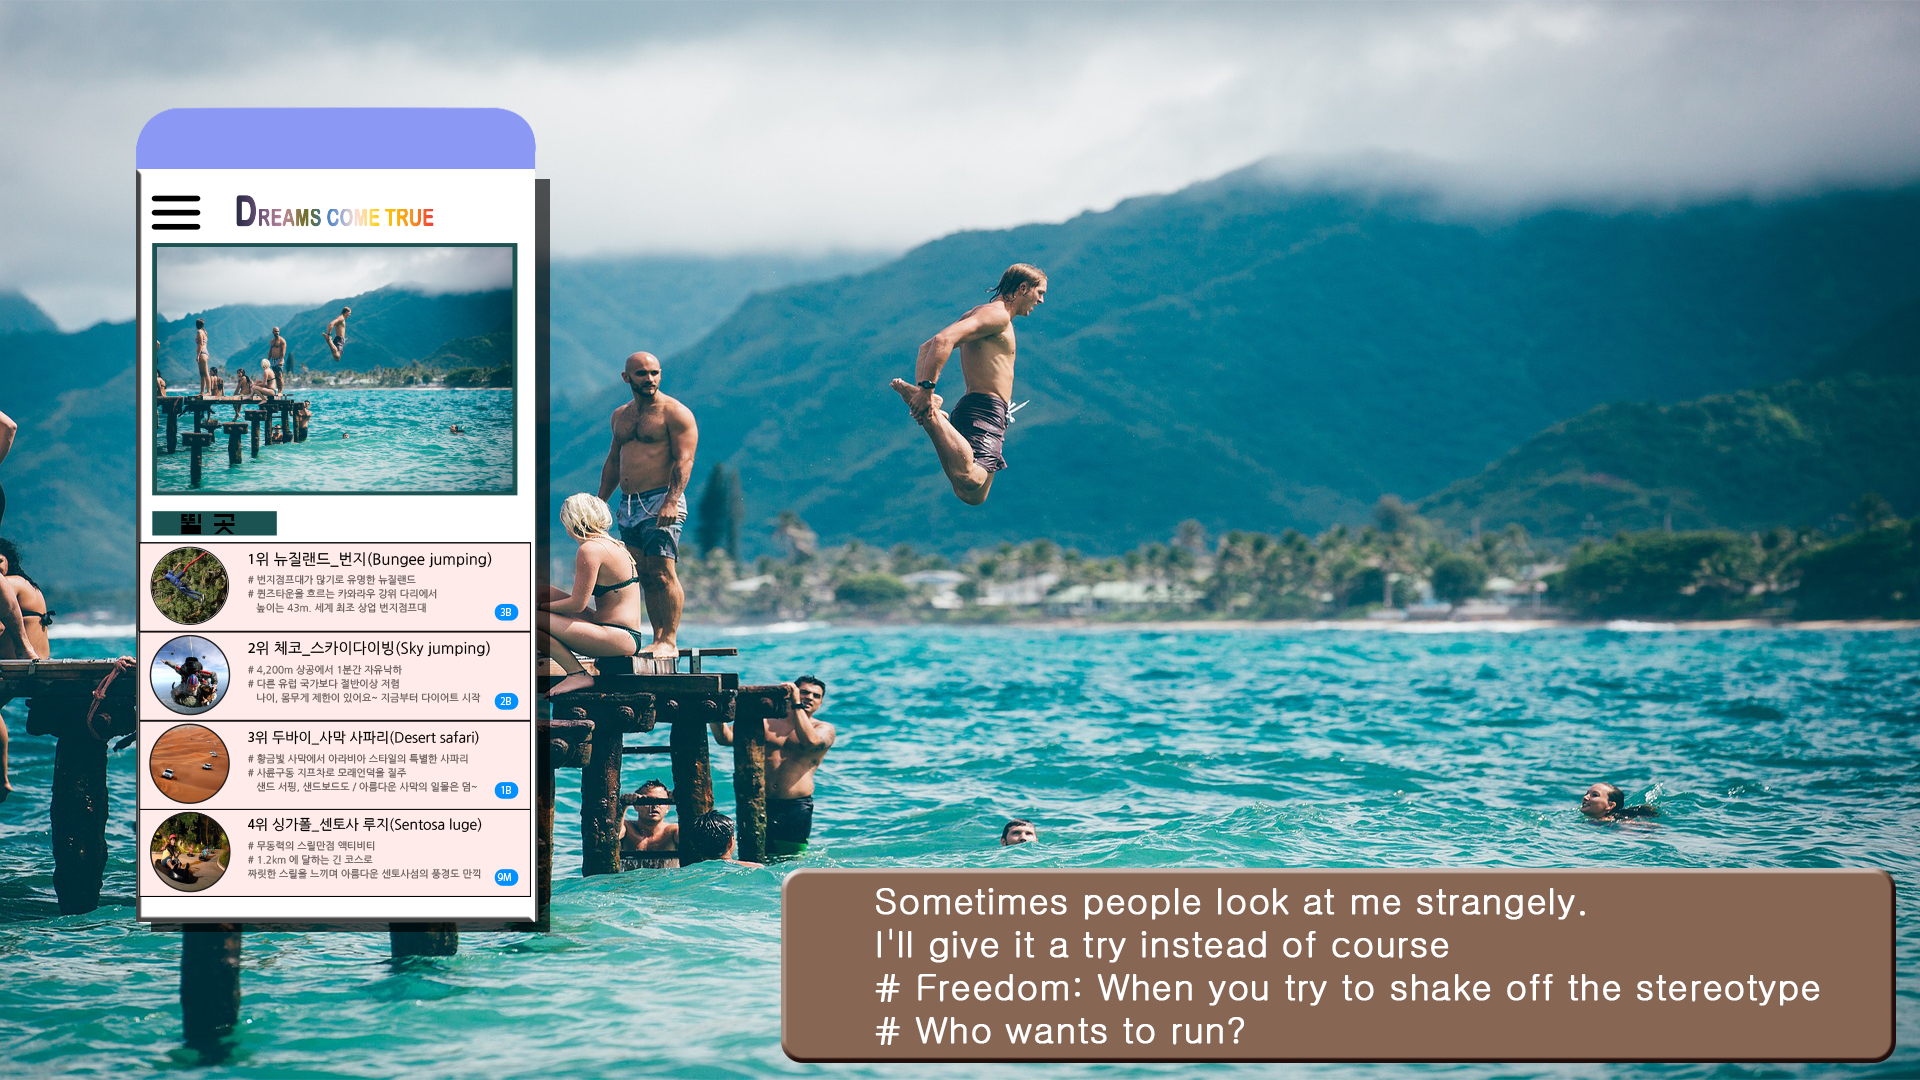 DREAMS COME TRUE
뛸 곳
1위 뉴질랜드_번지(Bungee jumping)
# 번지점프대가 많기로 유명한 뉴질랜드
# 퀸즈타운을 흐르는 카와라우 강위 다리에서
높이는 43m. 세계 최초 상업 번지점프대
3B
2위 체코_스카이다이빙(Sky jumping)
# 4,200m 상공에서 1분간 자유낙하
# 다른 유럽 국가보다 절반이상 저렴
나이, 몸무게 제한이 있어요~ 지금부터 다이어트 시작
2B
3위 두바이_사막 사파리(Desert safari)
# 황금빛 사막에서 아라비아 스타일의 특별한 사파리
# 사륜구동 지프차로 모래언덕을 질주
샌드 서핑, 샌드보드도 / 아름다운 사막의 일몰은 덤~
1B
4위 싱가폴_센토사 루지(Sentosa luge)
# 무동력의 스릴만점 액티비티
# 1.2km 에 달하는 긴 코스로
짜릿한 스릴을 느끼며 아름다운 센토사섬의 풍경도 만끽
9M
Sometimes people look at me strangely.
I'll give it a try instead of course
# Freedom: When you try to shake off the stereotype
# Who wants to run?